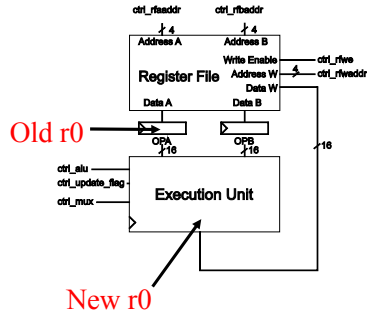 ctrl_rfaaddr ctrl_rfbaddr
4 4
Address A Address B
Write Enable ctrl_rfwe
Address W 4 ctrl_rfwaddr
Register File
Data W
Data A Data B
Old r0
OPA OPB
16 16 16
ctrl_alu
ctrl_update_flag
Execution Unit
ctrl_mux
New r0